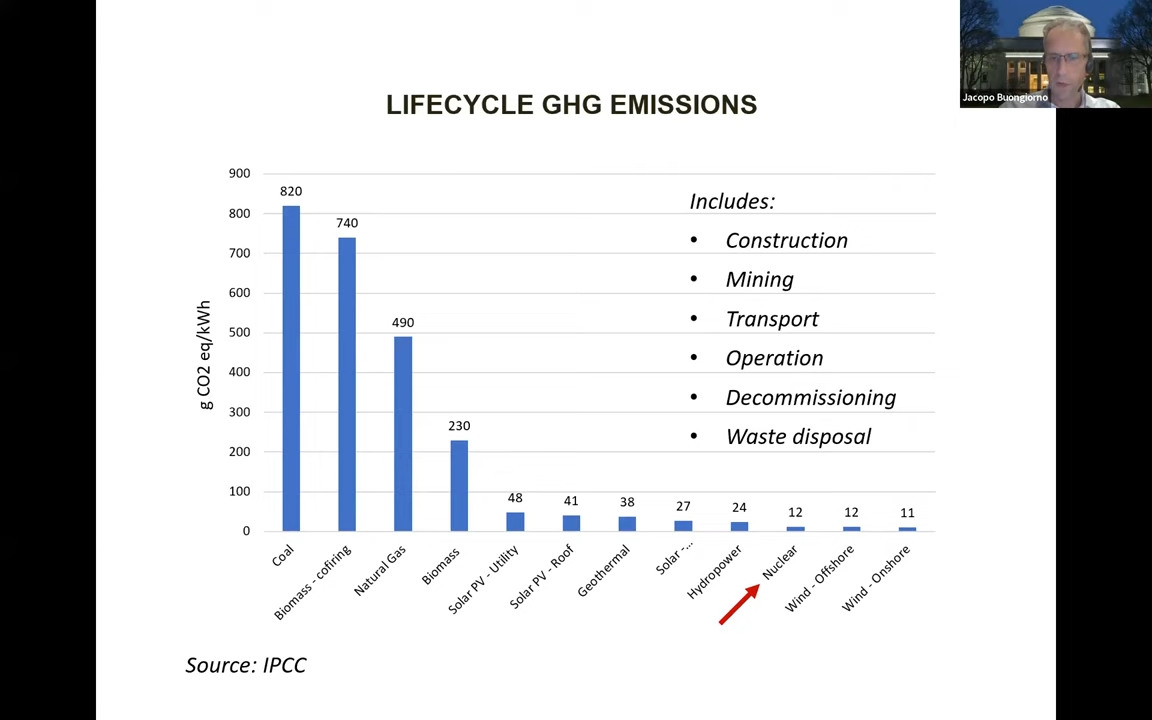 Jacopo Buongiorno
LIFECYCLE GHG EMISSIONS
g CO2 eq/kWh
900
800
700
600
500
400
300
200
100
0
820
740
490
230
48
41
38
27
24
12
12
11
Includes:
• Construction
• Mining
• Transport
• Operation
• Decommissioning
• Waste disposal
Coal
Biomass - cofiring
Natural Gas
Biomass
Solar PV - Utility
Solar PV - Roof
Geothermal
Solar -...
Hydropower
Nuclear
Wind - Offshore
Wind - Onshore
Source: IPCC